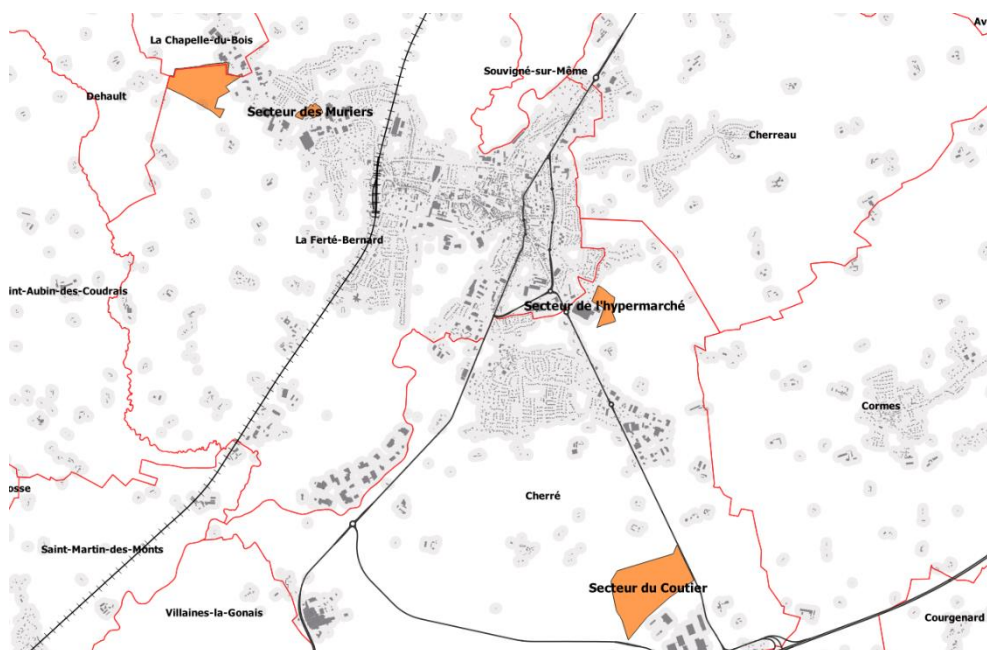 Av
La Chapelle-du-Bois
Souvigné-sur-Même
Dehault
Secteur des Muriers
Cherreau
La Ferté-Bernard
int-Aubin-des-Coudrais
Secteur de l'hypermarché
Cormes
osse
Cherré
Saint-Martin-des-Monts
Secteur du Coutier
Villaines-la-Gonais
Courgenard